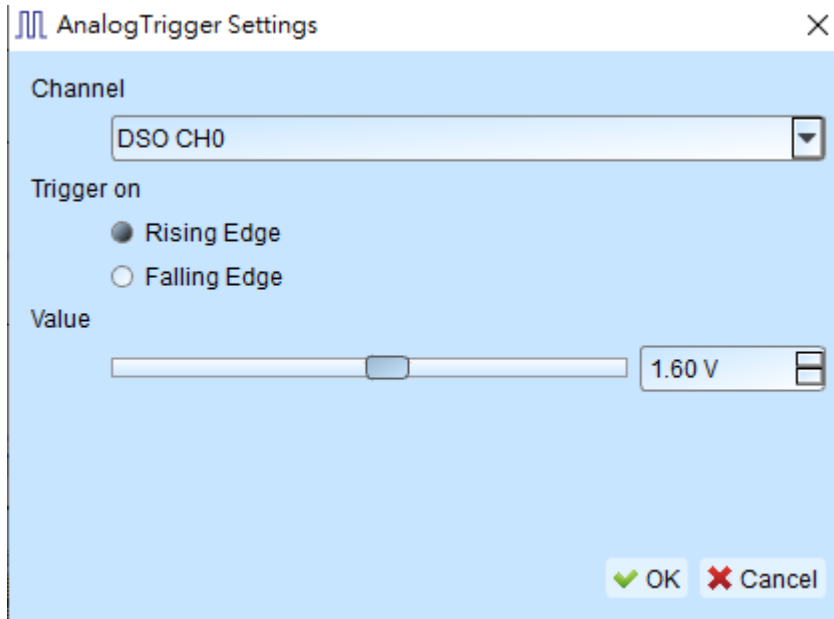 AnalogTrigger Settings
Channel
DSO CH0
Trigger on
Rising Edge
Falling Edge
Value
1.60 V
OK Cancel